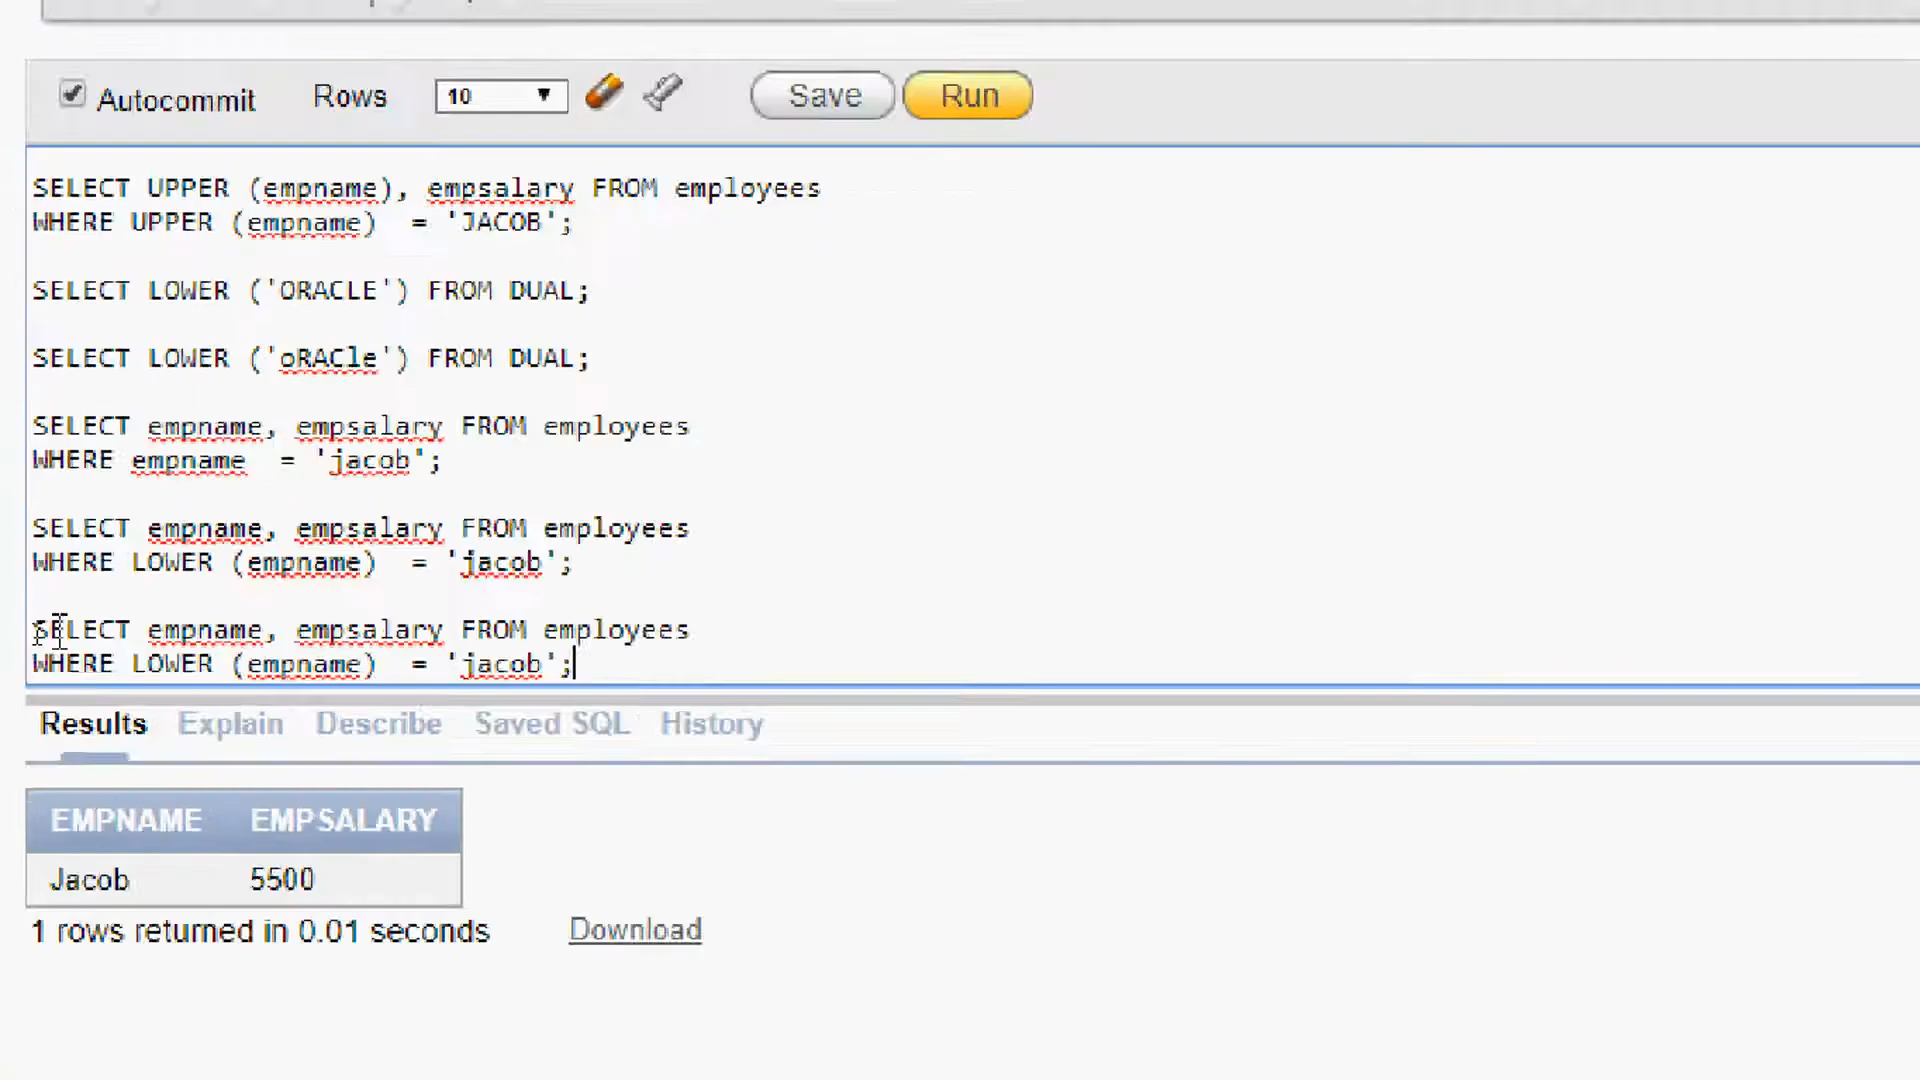 Autocommit Rows 10 Save Run
SELECT UPPER (empname), empsalary FROM employees
WHERE UPPER (empname)  = 'JACOB';
SELECT LOWER ('ORACLE') FROM DUAL;
SELECT LOWER ('oRACle') FROM DUAL;
SELECT empname, empsalary FROM employees
WHERE empname  = 'jacob';
SELECT empname, empsalary FROM employees
WHERE LOWER (empname)  = 'jacob';
SELECT empname, empsalary FROM employees
WHERE LOWER (empname)  = 'jacob';
Results Explain Describe Saved SQL History
EMPNAME EMPSALARY
Jacob 5500
1 rows returned in 0.01 seconds Download